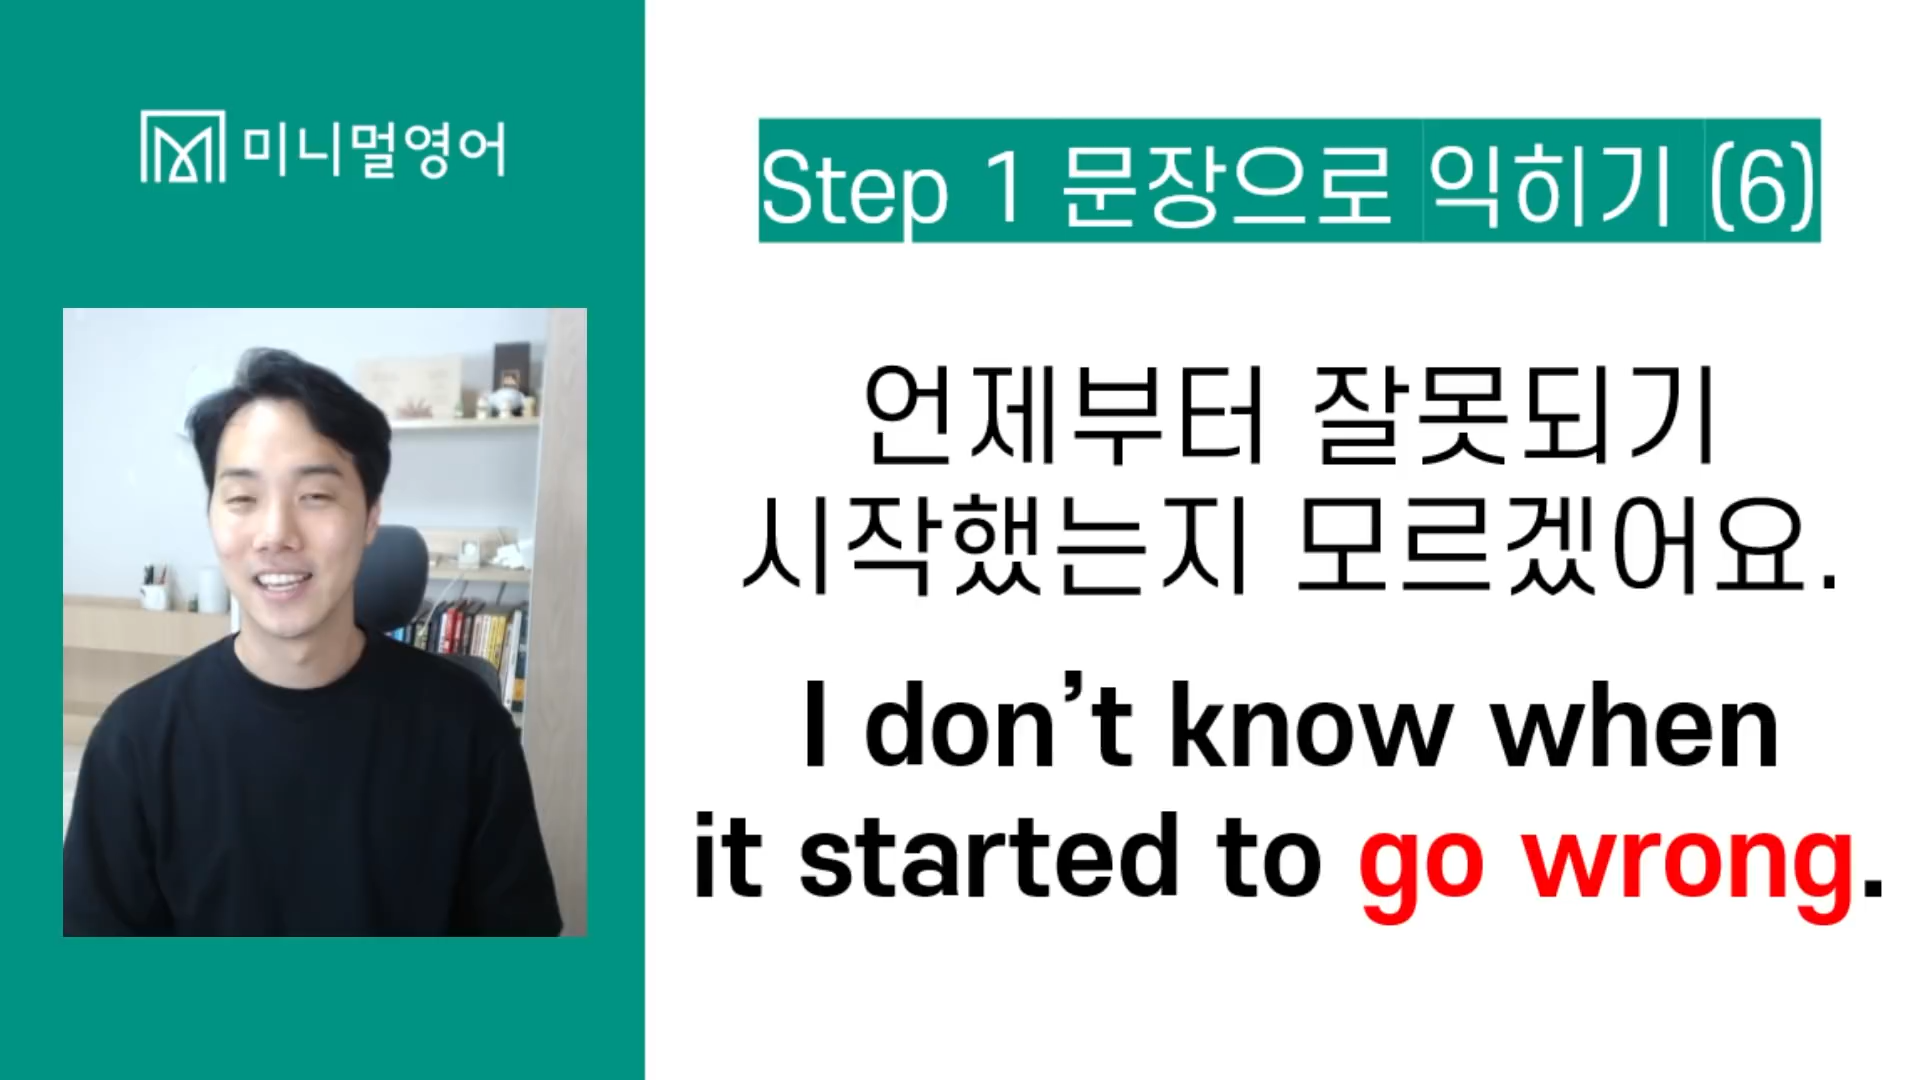 미니멀영어
Step 1 문장으로 익히기 (6)
언제부터 잘못되기
시작했는지 모르겠어요.
I don’t know when
it started to go wrong.